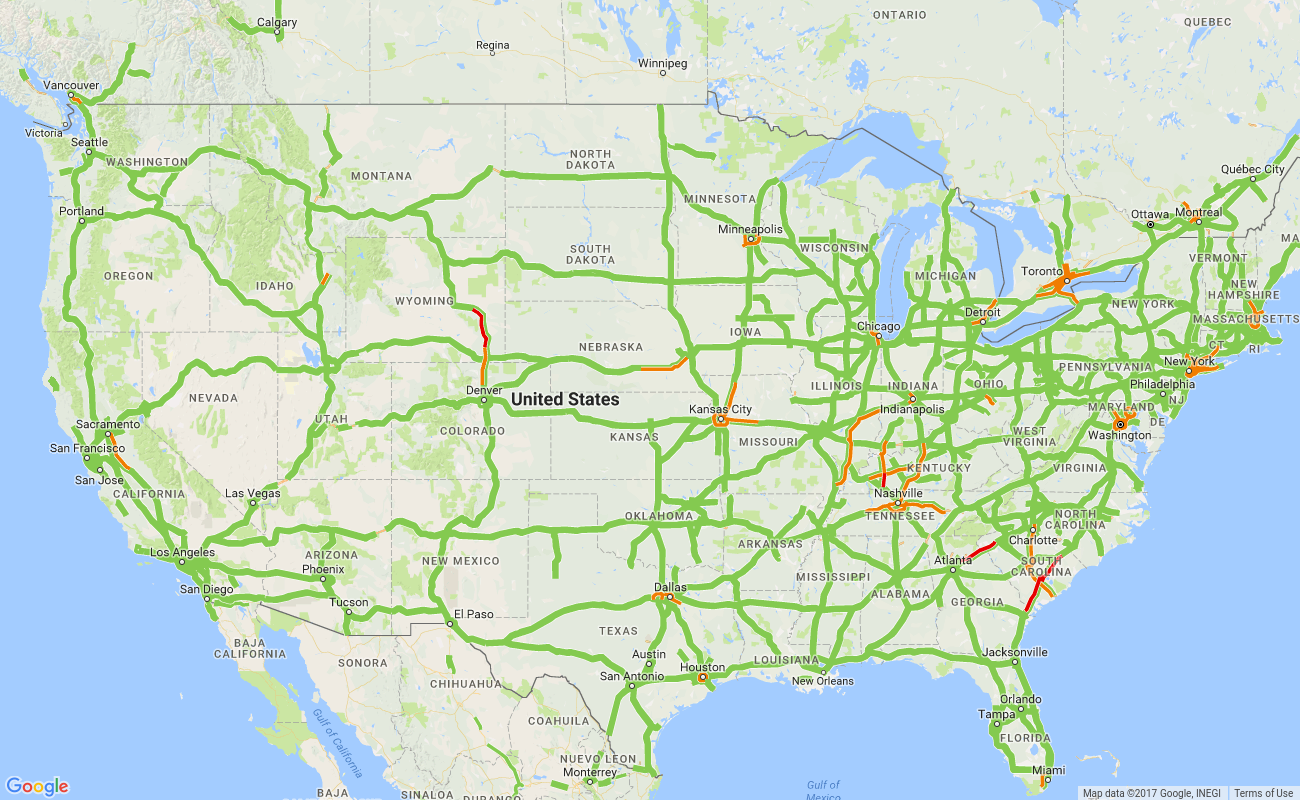 Calgary
Regina
Winnipeg
ONTARIO
QUEBEC
Vancouver
Victoria
Seattle
WASHINGTON
MONTANA
NORTH
DAKOTA
MINNESOTA
Québec City
Ottawa
Montreal
Portland
Minneapolis
WISCONSIN
MA
OREGON
IDAHO
SOUTH
DAKOTA
MICHIGAN
Toronto
VERMONT
NEW
HAMPSHIRE
WYOMING
NEW YORK
Detroit
MASSACHUSETTS
Chicago
IOWA
NEBRASKA
CT
RI
NEVADA
UTAH
Denver
United States
ILLINOIS
INDIANA
OHIO
PENNSYLVANIA
New York
Philadelphia
NJ
Sacramento
San Francisco
San Jose
CALIFORNIA
COLORADO
KANSAS
Kansas City
MISSOURI
Indianapolis
MARYLAND
DE
Washington
WEST
VIRGINIA
VIRGINIA
KENTUCKY
Las Vegas
Nashville
TENNESSEE
NORTH
CAROLINA
Los Angeles
ARIZONA
Phoenix
NEW MEXICO
OKLAHOMA
ARKANSAS
Charlotte
Atlanta
SOUTH
CAROLINA
San Diego
Tucson
El Paso
Dallas
MISSISSIPPI
ALABAMA
GEORGIA
TEXAS
BAJA
CALIFORNIA
SONORA
CHIHUAHUA
Austin
San Antonio
Houston
LOUISIANA
New Orleans
Jacksonville
Orlando
Tampa
FLORIDA
Miami
Gulf of
California
COAHUILA
NUEVO LEON
Monterrey
Gulf of
Mexico
BAJA
SINALOA
DURANGO
Google
Map data ©2017 Google, INEGI
Terms of Use